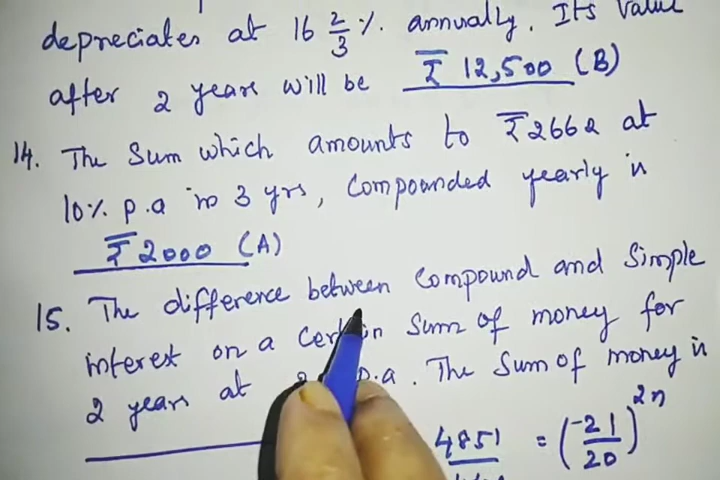 depreciates at 16 2/3 % annually. Its value
after 2 years will be ₹ 12,500 (B)
14. The Sum which amounts to ₹2662 at
10% p.a in 3 yrs, Compounded yearly is
₹ 2000 (A)
15. The difference between Compound and Simple
interest on a Sum of money for
2 years at p.a. The Sum of money is
4851 = (-21/20)^2n